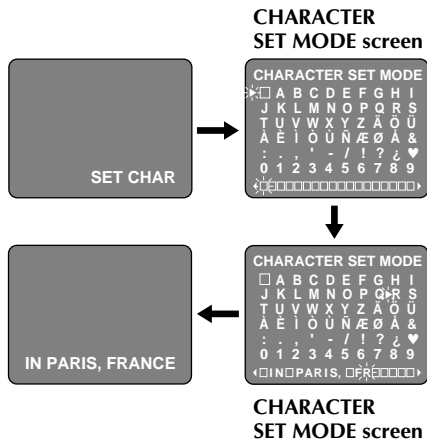 CHARACTER
SET MODE screen
SET CHAR
CHARACTER SET MODE
▶□ A B C D E F G H I
J K L M N O P Q R S
T U V W X Y Z Ä Ö Ü
À È Ì Ò Ù Ñ Æ Ø Å &
: . , ' - / ! ? ¿ ♥
0 1 2 3 4 5 6 7 8 9
IN PARIS, FRANCE
CHARACTER SET MODE
□ A B C D E F G H I
J K L M N O P Q▶R S
T U V W X Y Z Ä Ö Ü
À È Ì Ò Ù Ñ Æ Ø Å &
: . , ' - / ! ? ¿ ♥
0 1 2 3 4 5 6 7 8 9
◂□IN□PARIS, □FR□□□□□▸
CHARACTER
SET MODE screen